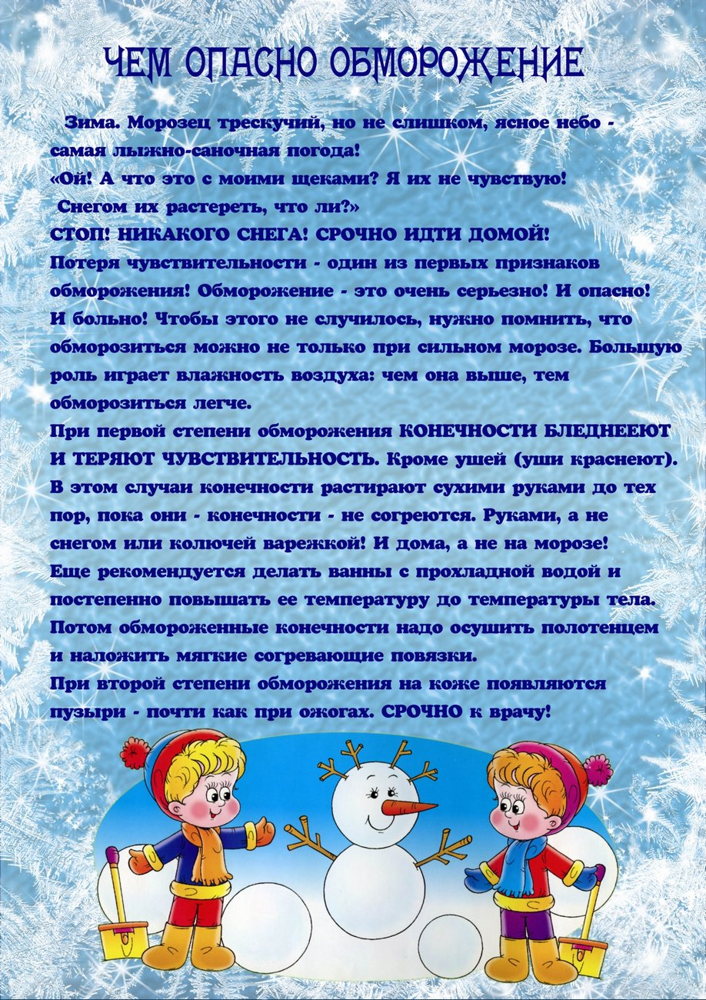 ЧЕМ ОПАСНО ОБМОРОЖЕНИЕ
Зима. Морозец трескучий, но не слишком, ясное небо -
самая лыжно-саночная погода!
«Ой! А что это с моими щеками? Я их не чувствую!
Снегом их растереть, что ли?»
СТОП! НИКАКОГО СНЕГА! СРОЧНО ИДТИ ДОМОЙ!
Потеря чувствительности - один из первых признаков
обморожения! Обморожение - это очень серьезно! И опасно!
И больно! Чтобы этого не случилось, нужно помнить, что
обморозиться можно не только при сильном морозе. Большую
роль играет влажность воздуха: чем она выше, тем
обморозиться легче.
При первой степени обморожения КОНЕЧНОСТИ БЛЕДНЕЕЮТ
И ТЕРЯЮТ ЧУВСТВИТЕЛЬНОСТЬ. Кроме ушей (уши краснеют).
В этом случаи конечности растирают сухими руками до тех
пор, пока они - конечности - не согреются. Руками, а не
снегом или колючей варежкой! И дома, а не на морозе!
Еще рекомендуется делать ванны с прохладной водой и
постепенно повышать ее температуру до температуры тела.
Потом обмороженные конечности надо осушить полотенцем
и наложить мягкие согревающие повязки.
При второй степени обморожения на коже появляются
пузыри - почти как при ожогах. СРОЧНО к врачу!